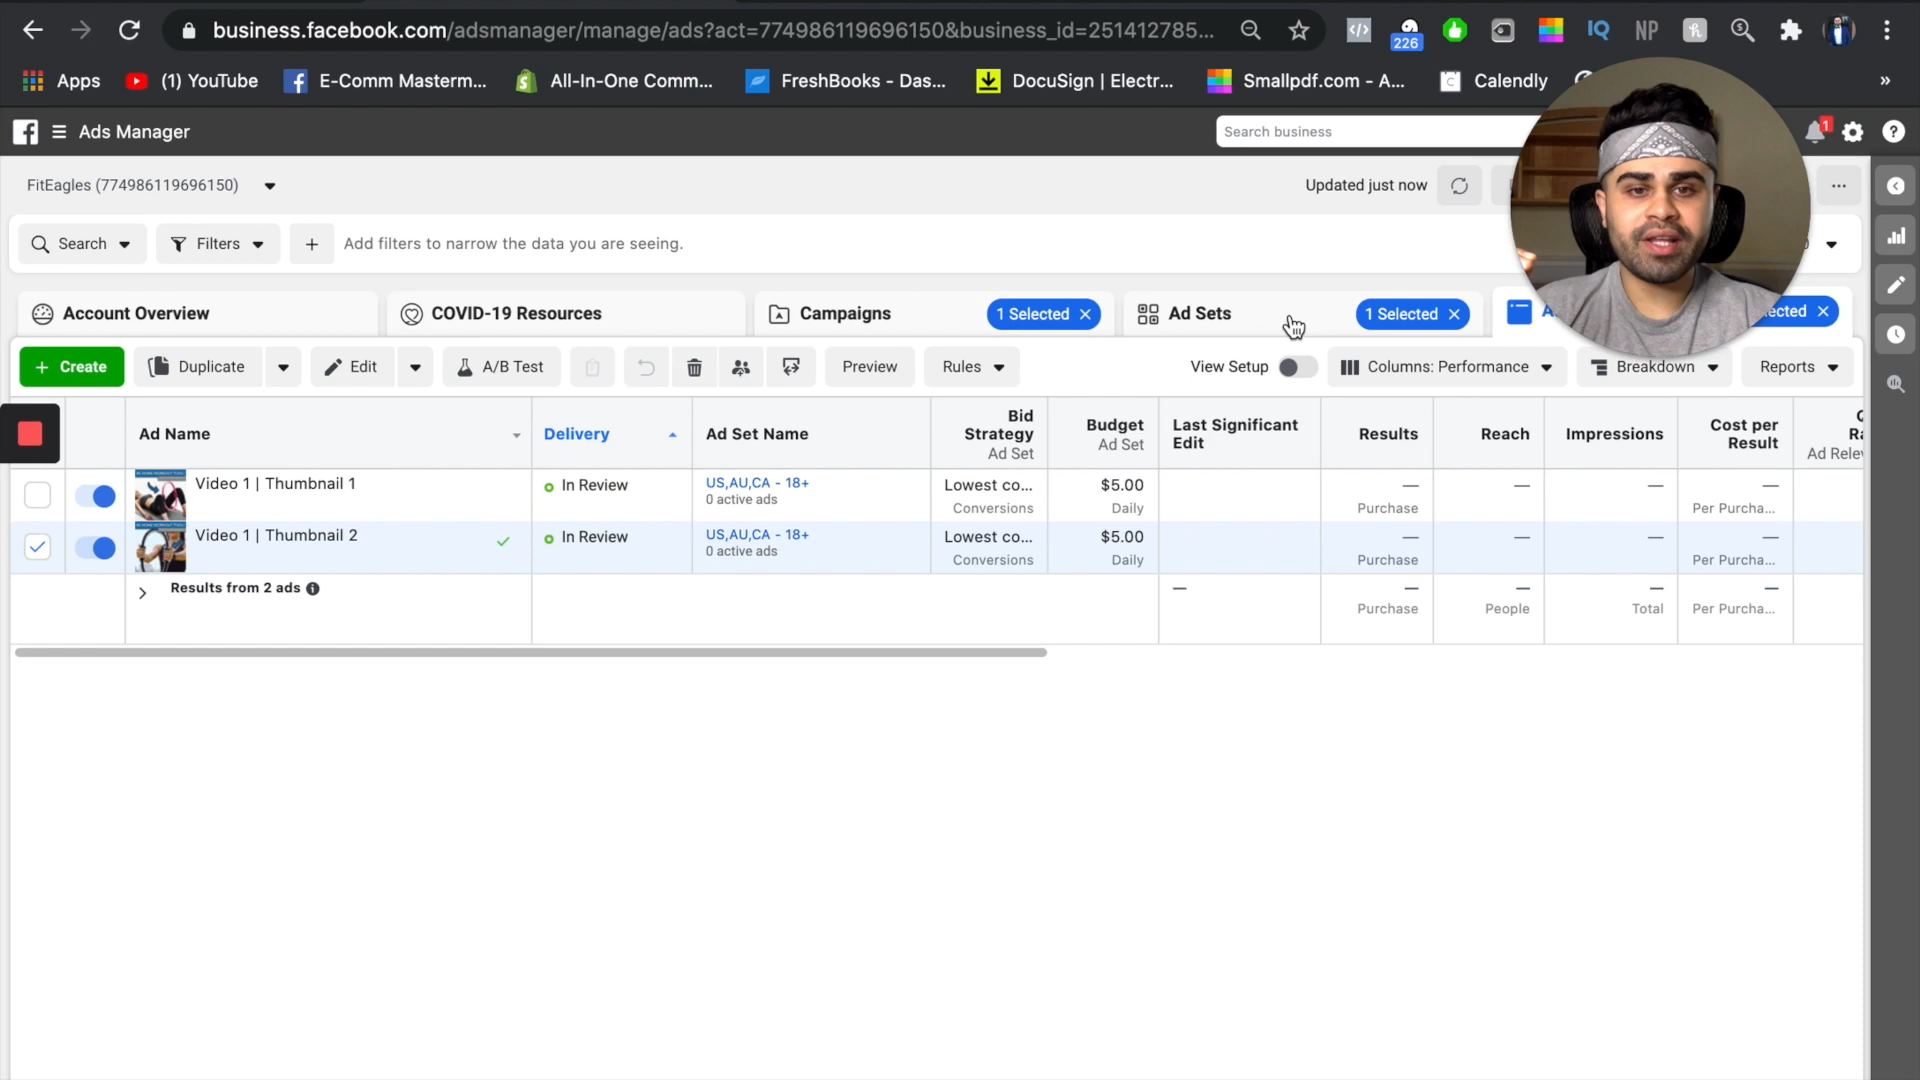 business.facebook.com/adsmanager/manage/ads?act=774986119696150&business_id=251412785...
226
IQ
NP
Apps
(1) YouTube
E-Comm Masterm...
All-In-One Comm...
FreshBooks - Das...
DocuSign | Electr...
Smallpdf.com - A...
Calendly
»
Ads Manager
Search business
1
FitEagles (774986119696150)
Updated just now
Search
Filters
Add filters to narrow the data you are seeing.
Account Overview
COVID-19 Resources
Campaigns
1 Selected
Ad Sets
1 Selected
Create
Duplicate
Edit
A/B Test
Preview
Rules
View Setup
Columns: Performance
Breakdown
Reports
Ad Name
Delivery
Ad Set Name
Bid Strategy
Ad Set
Budget
Ad Set
Last Significant Edit
Results
Reach
Impressions
Cost per Result
Video 1 | Thumbnail 1
In Review
US,AU,CA - 18+
0 active ads
Lowest co...
Conversions
$5.00
Daily
—
Purchase
—
—
—
Per Purcha...
Video 1 | Thumbnail 2
In Review
US,AU,CA - 18+
0 active ads
Lowest co...
Conversions
$5.00
Daily
—
Purchase
—
—
—
Per Purcha...
Results from 2 ads
—
—
Purchase
—
People
—
Total
—
Per Purcha...